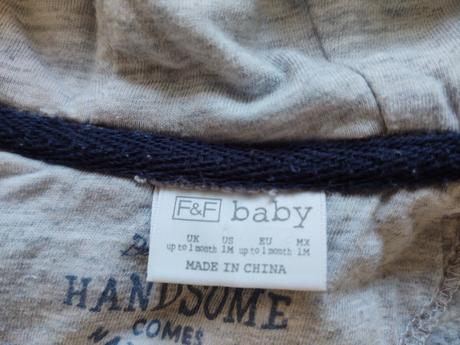 F&F baby
UK US EU MX
up to 1 month 1M up to 1 month 1M
MADE IN CHINA
HANDSOME
COMES